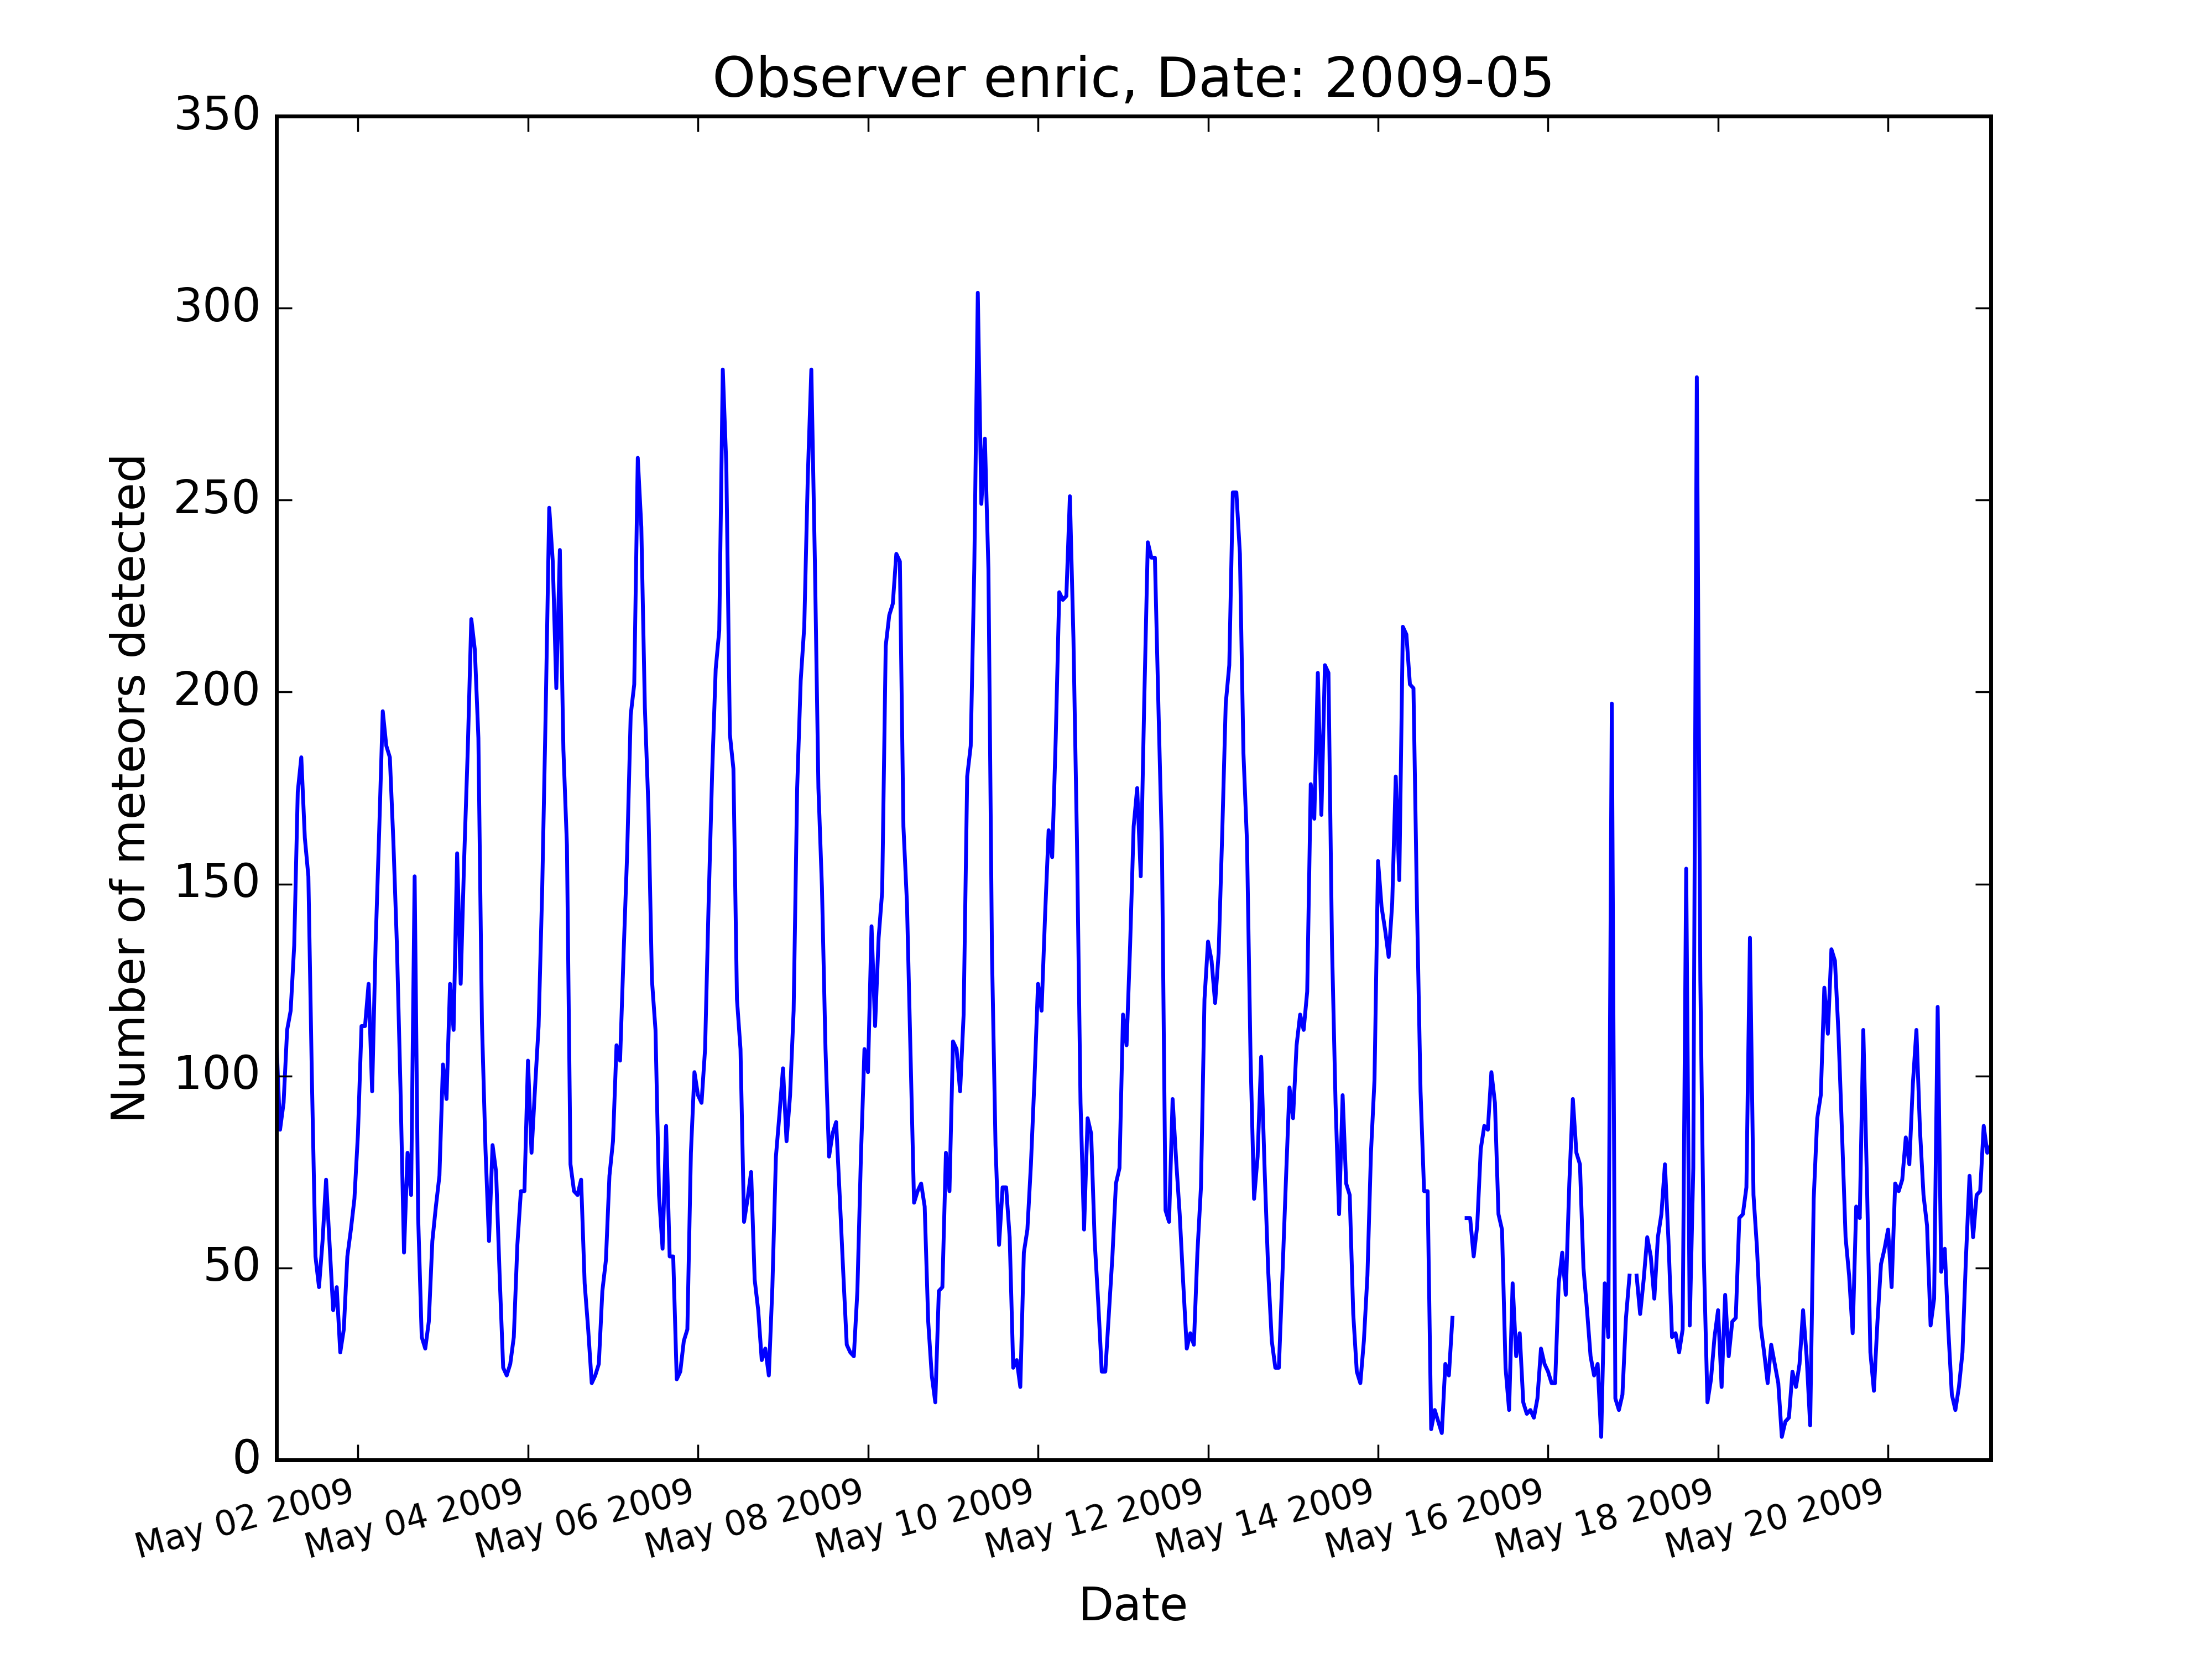 Observer enric, Date: 2009-05
350
300
250
200
150
100
50
0
Number of meteors detected
May 02 2009
May 04 2009
May 06 2009
May 08 2009
May 10 2009
May 12 2009
May 14 2009
May 16 2009
May 18 2009
May 20 2009
Date